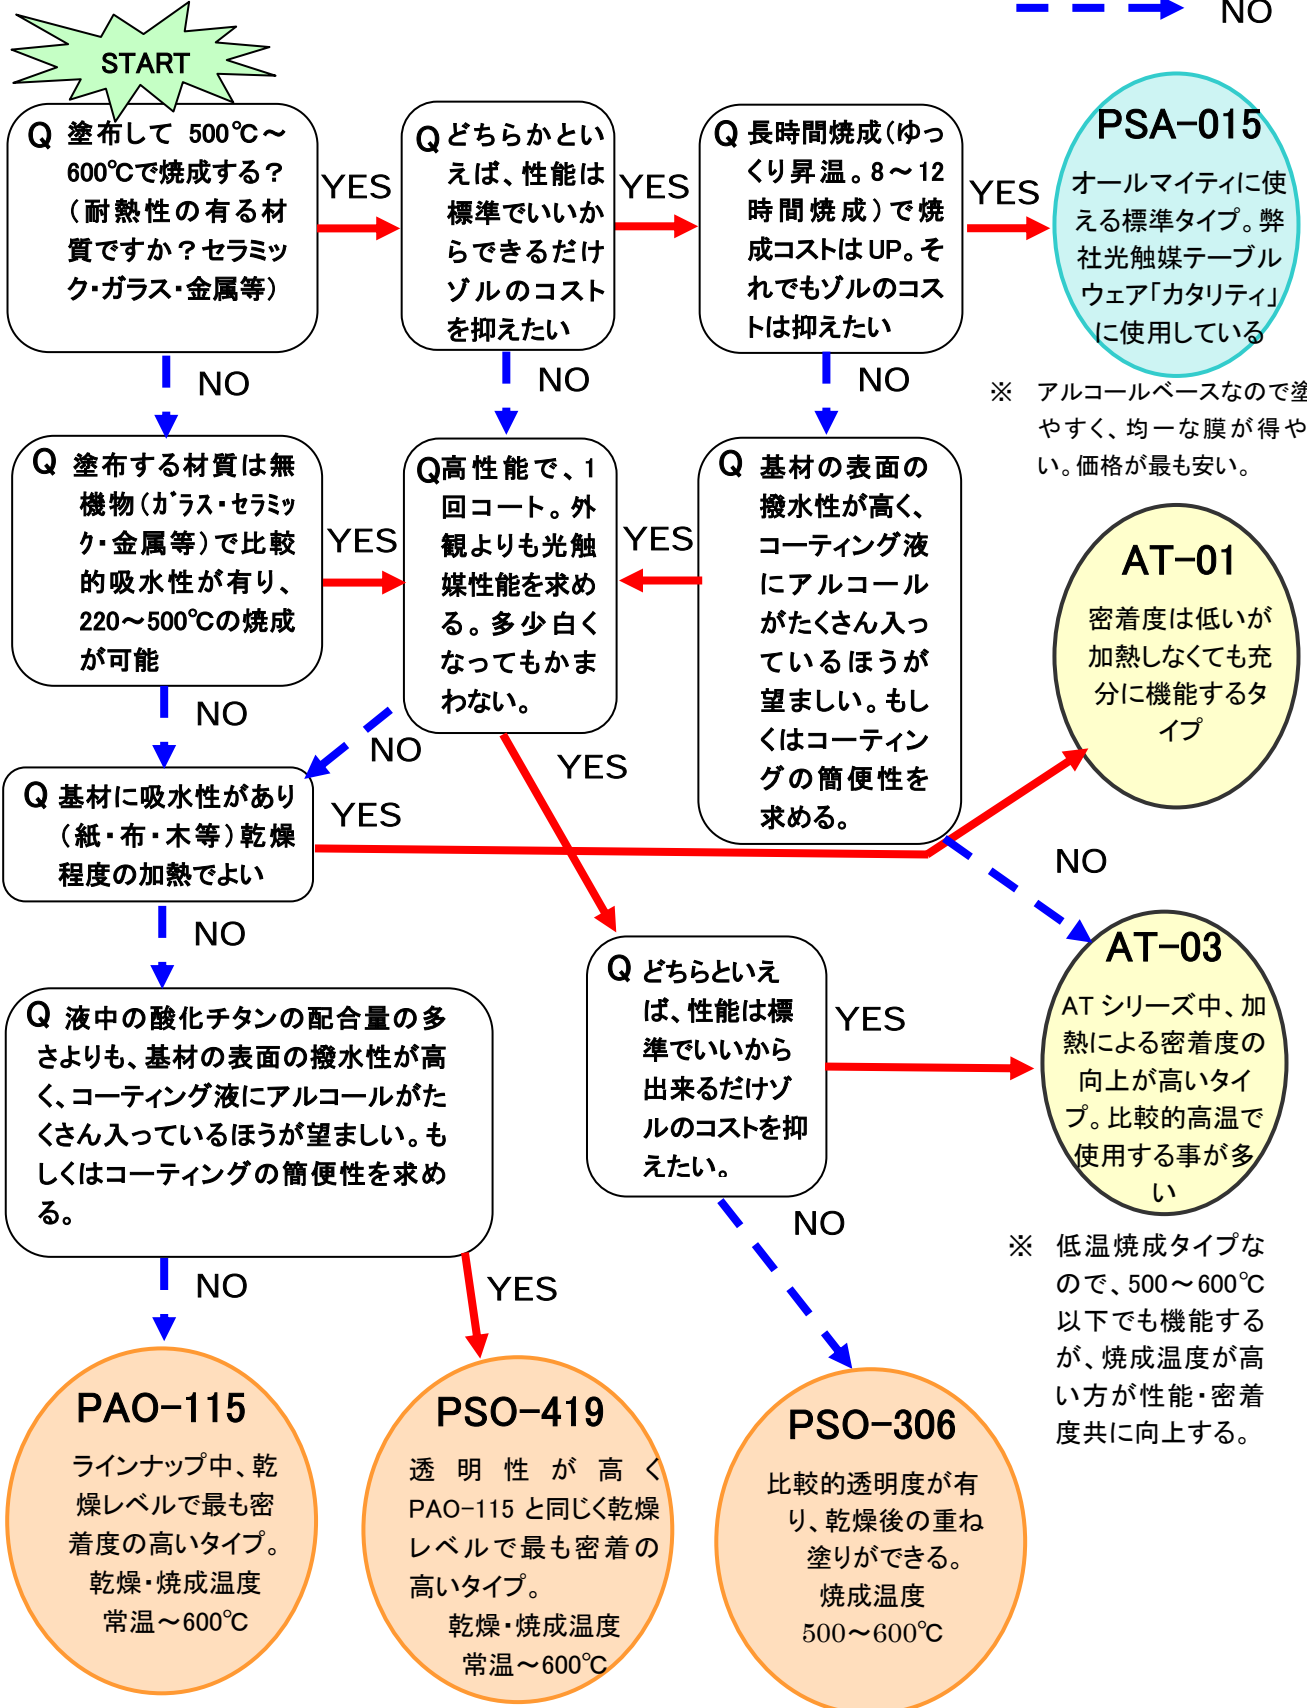 NO
START
Q 塗布して 500℃～
600℃で焼成する？
（耐熱性の有る材
質ですか？セラミッ
ク・ガラス・金属等）
YES
Q どちらかとい
えば、性能は
標準でいいか
らできるだけ
ゾルのコスト
を抑えたい
YES
Q 長時間焼成（ゆっ
くり昇温。8～12
時間焼成）で焼
成コストは UP。そ
れでもゾルのコス
トは抑えたい
YES
PSA-015
オールマイティに使
える標準タイプ。弊
社光触媒テーブル
ウェア「カタリティ」
に使用している
※ アルコールベースなので塗
やすく、均一な膜が得や
い。価格が最も安い。
NO
NO
NO
Q 塗布する材質は無
機物（ｶﾞﾗｽ・ｾﾗﾐｯ
ｸ・金属等）で比較
的吸水性が有り、
220～500℃の焼成
が可能
YES
Q高性能で、1
回コート。外
観よりも光触
媒性能を求め
る。多少白く
なってもかま
わない。
YES
Q 基材の表面の
撥水性が高く、
コーティング液
にアルコール
がたくさん入っ
ているほうが
望ましい。もし
くはコーティン
グの簡便性を
求める。
AT-01
密着度は低いが
加熱しなくても充
分に機能するタ
イプ
NO
NO
YES
Q 基材に吸水性があり
（紙・布・木等）乾燥
程度の加熱でよい
YES
NO
NO
Q 液中の酸化チタンの配合量の多
さよりも、基材の表面の撥水性が高
く、コーティング液にアルコールがた
くさん入っているほうが望ましい。も
しくはコーティングの簡便性を求め
る。
Q どちらといえ
ば、性能は標
準でいいから
出来るだけゾ
ルのコストを抑
えたい。
YES
AT-03
AT シリーズ中、加
熱による密着度の
向上が高いタイ
プ。比較的高温で
使用する事が多
い
※ 低温焼成タイプな
ので、500～600℃
以下でも機能する
が、焼成温度が高
い方が性能・密着
度共に向上する。
NO
NO
YES
PAO-115
ラインナップ中、乾
燥レベルで最も密
着度の高いタイプ。
乾燥・焼成温度
常温～600℃
PSO-419
透明性が高く
PAO-115 と同じく乾燥
レベルで最も密着の
高いタイプ。
乾燥・焼成温度
常温～600℃
PSO-306
比較的透明度が有
り、乾燥後の重ね
塗りができる。
焼成温度
500～600℃